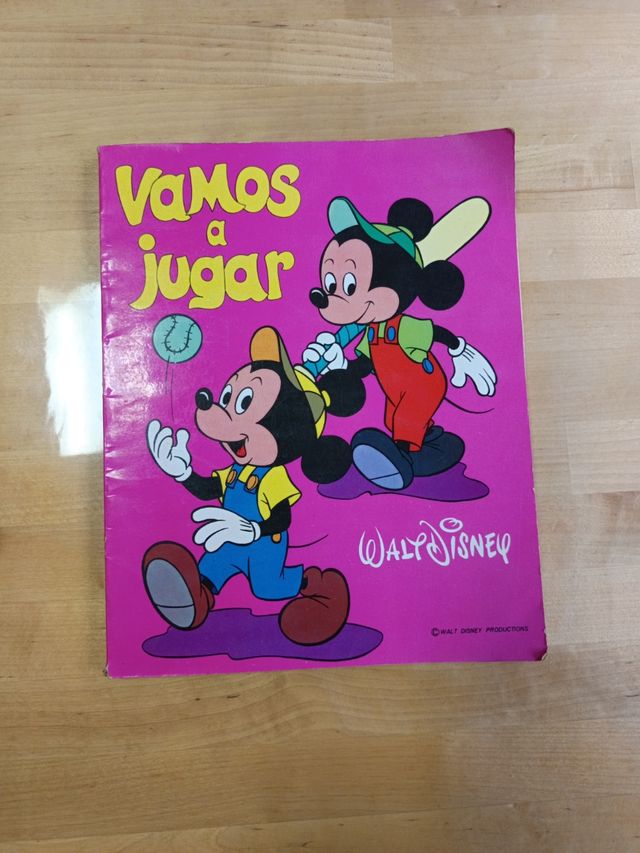 Vamos
a
jugar
WALT DISNEY
© WALT DISNEY PRODUCTIONS